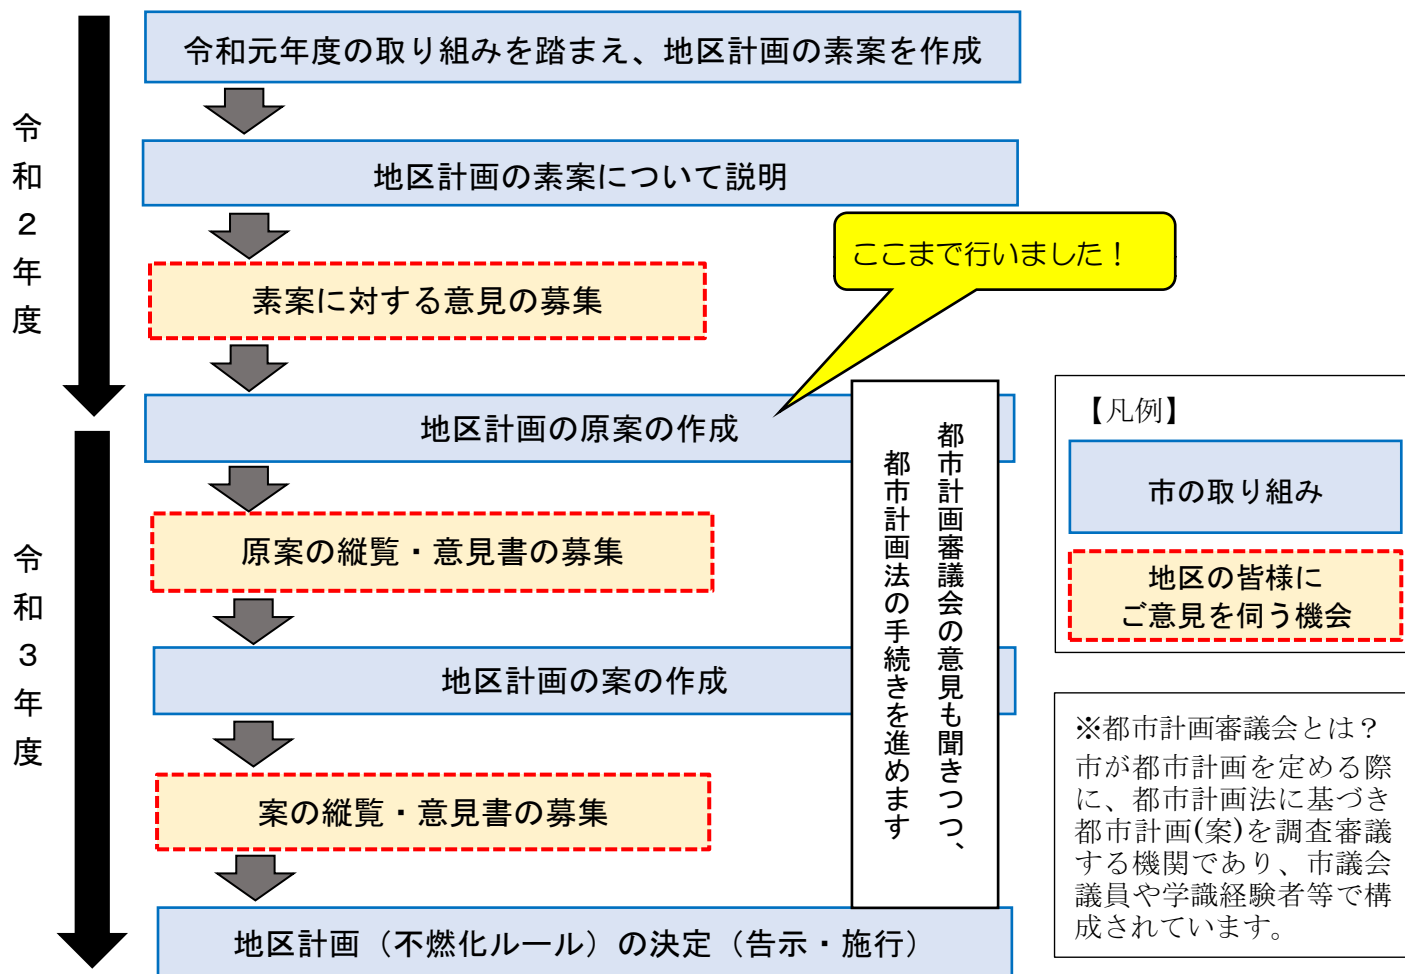 令和元年度の取り組みを踏まえ、地区計画の素案を作成
令和２年度
地区計画の素案について説明
ここまで行いました！
素案に対する意見の募集
地区計画の原案の作成
都市計画審議会の意見も聞きつつ、
都市計画法の手続きを進めます
令和３年度
原案の縦覧・意見書の募集
地区計画の案の作成
案の縦覧・意見書の募集
地区計画（不燃化ルール）の決定（告示・施行）
【凡例】
市の取り組み
地区の皆様に
ご意見を伺う機会
※都市計画審議会とは？
市が都市計画を定める際
に、都市計画法に基づき
都市計画(案)を調査審議
する機関であり、市議会
議員や学識経験者等で構
成されています。